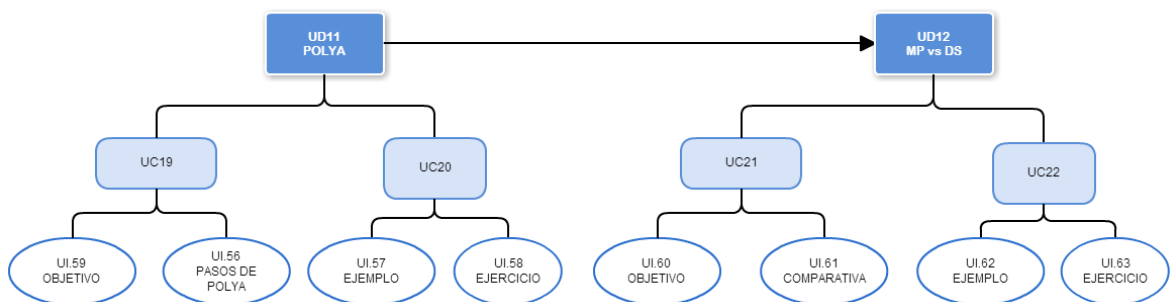 UD11
POLYA
UD12
MP vs DS
UC19
UC20
UC21
UC22
UI.59
OBJETIVO
UI.56
PASOS DE
POLYA
UI.57
EJEMPLO
UI.58
EJERCICIO
UI.60
OBJETIVO
UI.61
COMPARATIVA
UI.62
EJEMPLO
UI.63
EJERCICIO